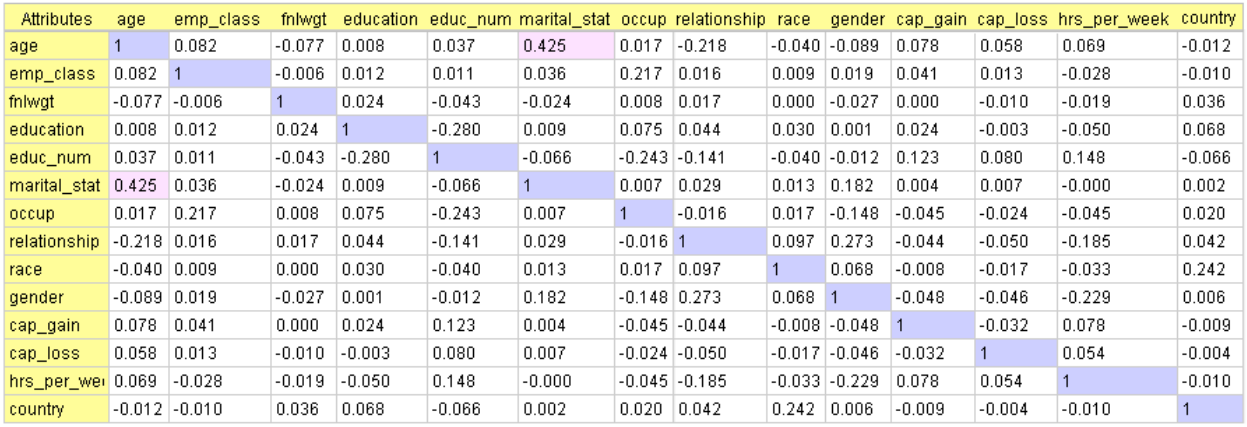 Attributes age emp_class fnlwgt education educ_num marital_stat occup relationship race gender cap_gain cap_loss hrs_per_week country
age 1 0.082 -0.077 0.008 0.037 0.425 0.017 -0.218 -0.040 -0.089 0.078 0.058 0.069 -0.012
emp_class 0.082 1 -0.006 0.012 0.011 0.036 0.217 0.016 0.009 0.019 0.041 0.013 -0.028 -0.010
fnlwgt -0.077 -0.006 1 0.024 -0.043 -0.024 0.008 0.017 0.000 -0.027 0.000 -0.010 -0.019 0.036
education 0.008 0.012 0.024 1 -0.280 0.009 0.075 0.044 0.030 0.001 0.024 -0.003 -0.050 0.068
educ_num 0.037 0.011 -0.043 -0.280 1 -0.066 -0.243 -0.141 -0.040 -0.012 0.123 0.080 0.148 -0.066
marital_stat 0.425 0.036 -0.024 0.009 -0.066 1 0.007 0.029 0.013 0.182 0.004 0.007 -0.000 0.002
occup 0.017 0.217 0.008 0.075 -0.243 0.007 1 -0.016 0.017 -0.148 -0.045 -0.024 -0.045 0.020
relationship -0.218 0.016 0.017 0.044 -0.141 0.029 -0.016 1 0.097 0.273 -0.044 -0.050 -0.185 0.042
race -0.040 0.009 0.000 0.030 -0.040 0.013 0.017 0.097 1 0.068 -0.008 -0.017 -0.033 0.242
gender -0.089 0.019 -0.027 0.001 -0.012 0.182 -0.148 0.273 0.068 1 -0.048 -0.046 -0.229 0.006
cap_gain 0.078 0.041 0.000 0.024 0.123 0.004 -0.045 -0.044 -0.008 -0.048 1 -0.032 0.078 -0.009
cap_loss 0.058 0.013 -0.010 -0.003 0.080 0.007 -0.024 -0.050 -0.017 -0.046 -0.032 1 0.054 -0.004
hrs_per_wee 0.069 -0.028 -0.019 -0.050 0.148 -0.000 -0.045 -0.185 -0.033 -0.229 0.078 0.054 1 -0.010
country -0.012 -0.010 0.036 0.068 -0.066 0.002 0.020 0.042 0.242 0.006 -0.009 -0.004 -0.010 1